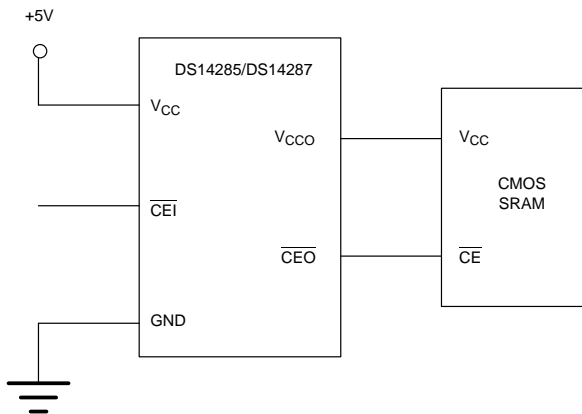 +5V
DS14285/DS14287
VCC
VCCO
VCC
CMOS
SRAM
CEI
CEO
CE
GND